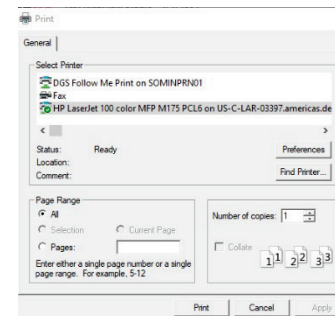 Print
General
Select Printer
DGS Follow Me Print on SOMINPRN01
Fax
HP LaserJet 100 color MFP M175 PCL6 on US-C-LAR-03397.americas.de
Status: Ready
Preferences
Location:
Comment:
Find Printer...
Page Range
All
Selection
Current Page
Pages:
Enter either a single page number or a single
page range. For example, 5-12
Number of copies: 1
Collate
1 1 2 2 3 3
Print
Cancel
Apply